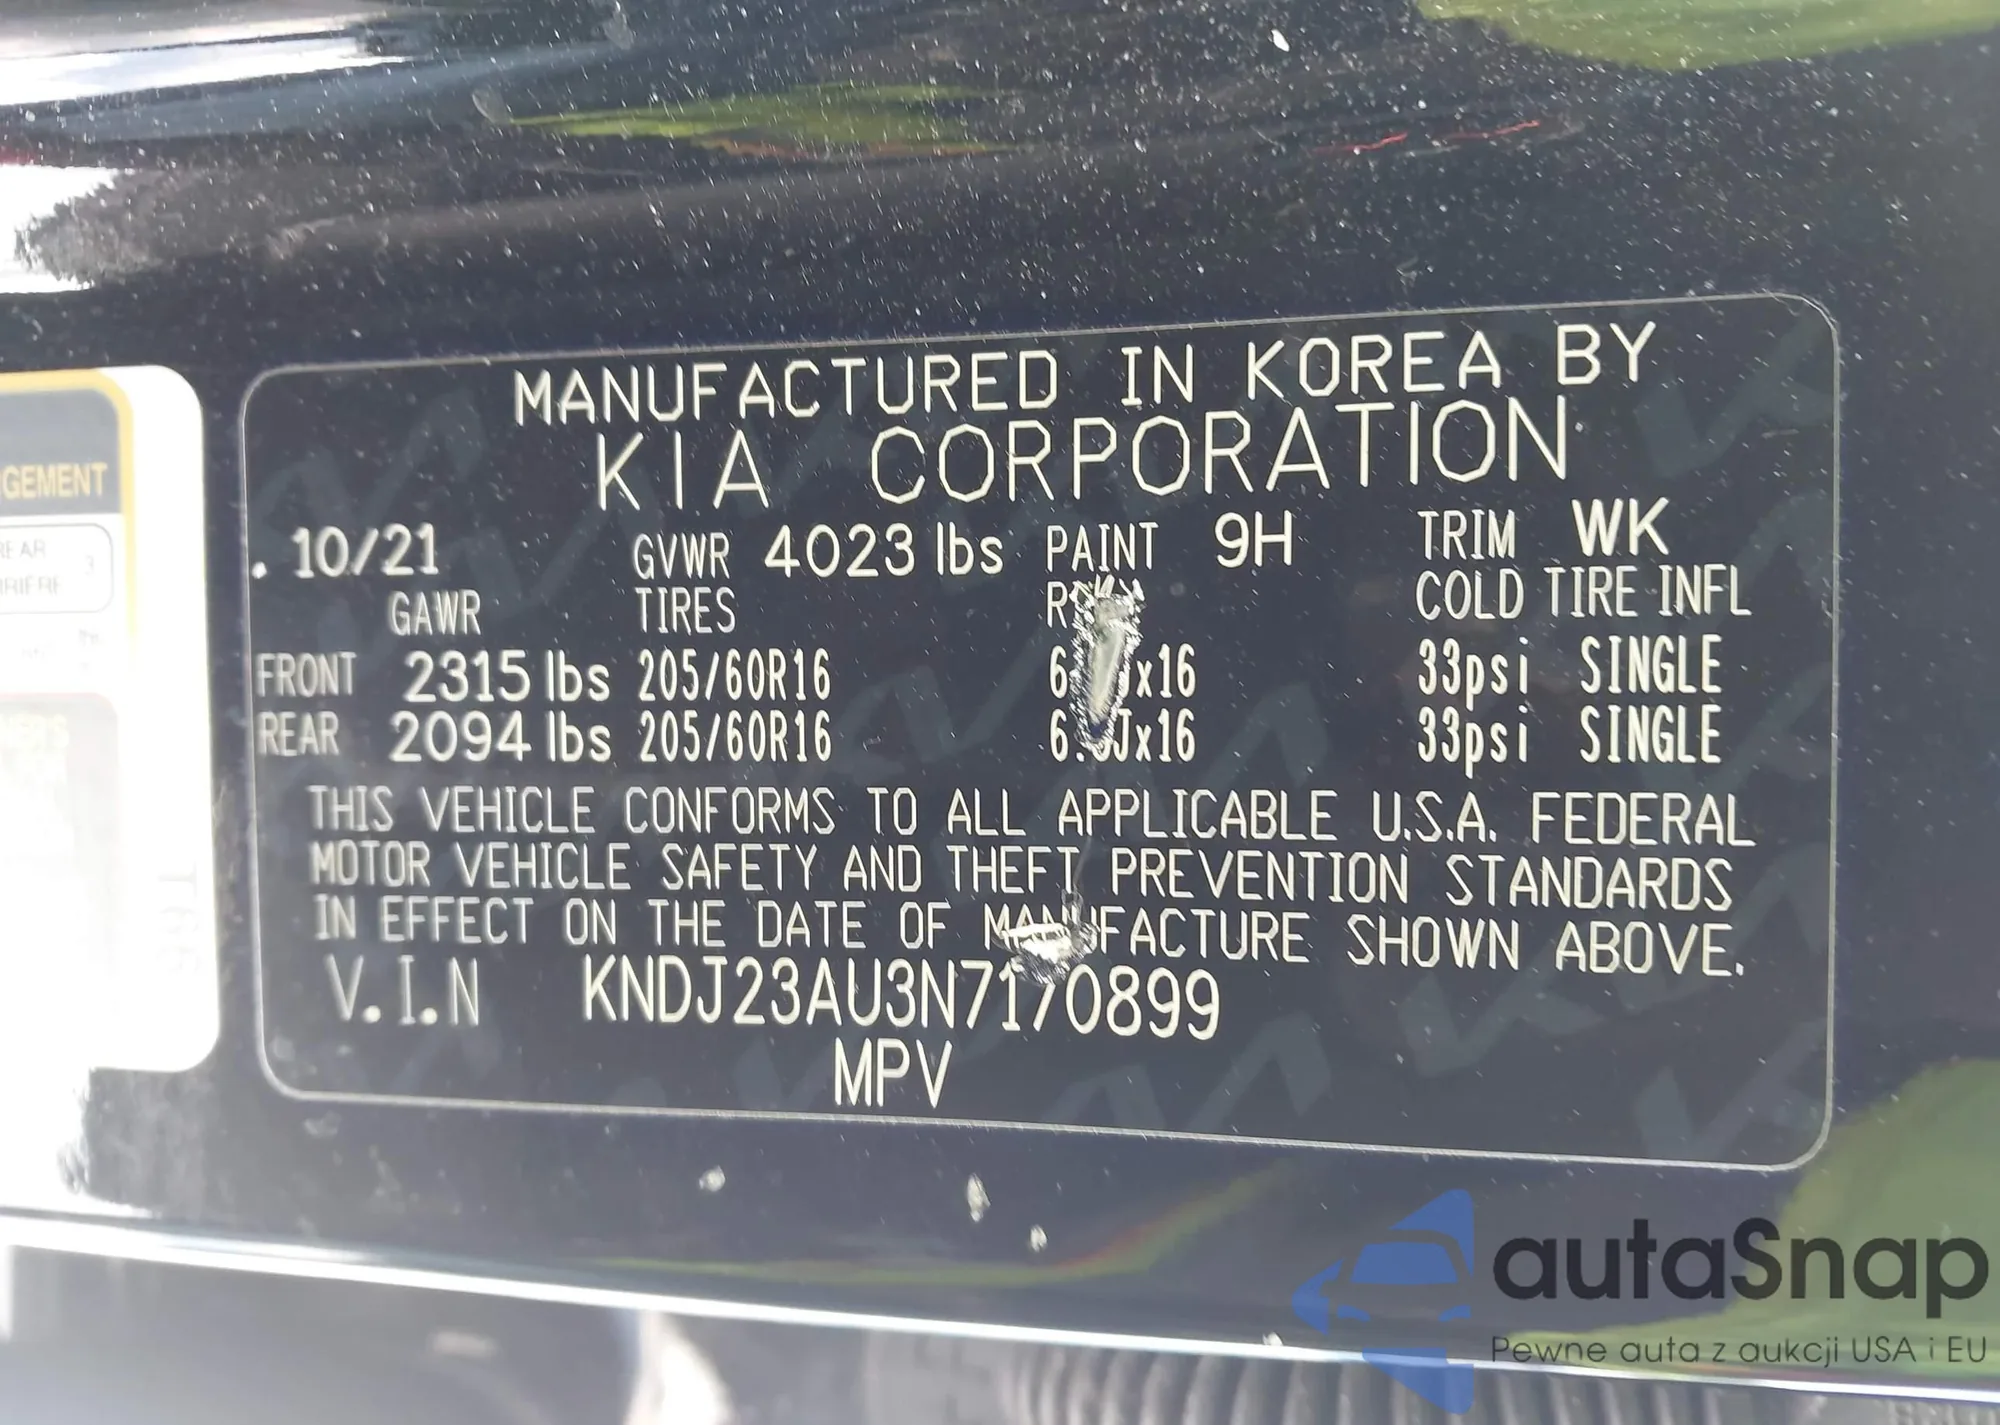 MANUFACTURED IN KOREA BY
KIA CORPORATION
10/21 GVWR 4023 lbs PAINT 9H TRIM WK
GAWR TIRES COLD TIRE INFL
FRONT 2315 lbs 205/60R16 33psi SINGLE
REAR 2094 lbs 205/60R16 33psi SINGLE
THIS VEHICLE CONFORMS TO ALL APPLICABLE U.S.A. FEDERAL
MOTOR VEHICLE SAFETY AND THEFT PREVENTION STANDARDS
IN EFFECT ON THE DATE OF MANUFACTURE SHOWN ABOVE.
V.I.N KNDJ23AU3N7170899
MPV
GEMENT
autaSnap
Pewne auta z aukcji USA i EU